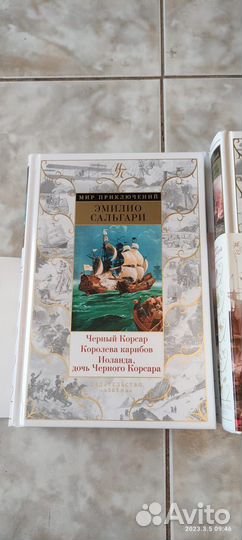 МИР ПРИКЛЮЧЕНИЙ
ЭМИЛИО
САЛЬГАРИ
Черный Корсар
Королева карибов
Иоланда,
дочь Черного Корсара
ИЗДАТЕЛЬСТВО
Avito
2023.3.5 09:46